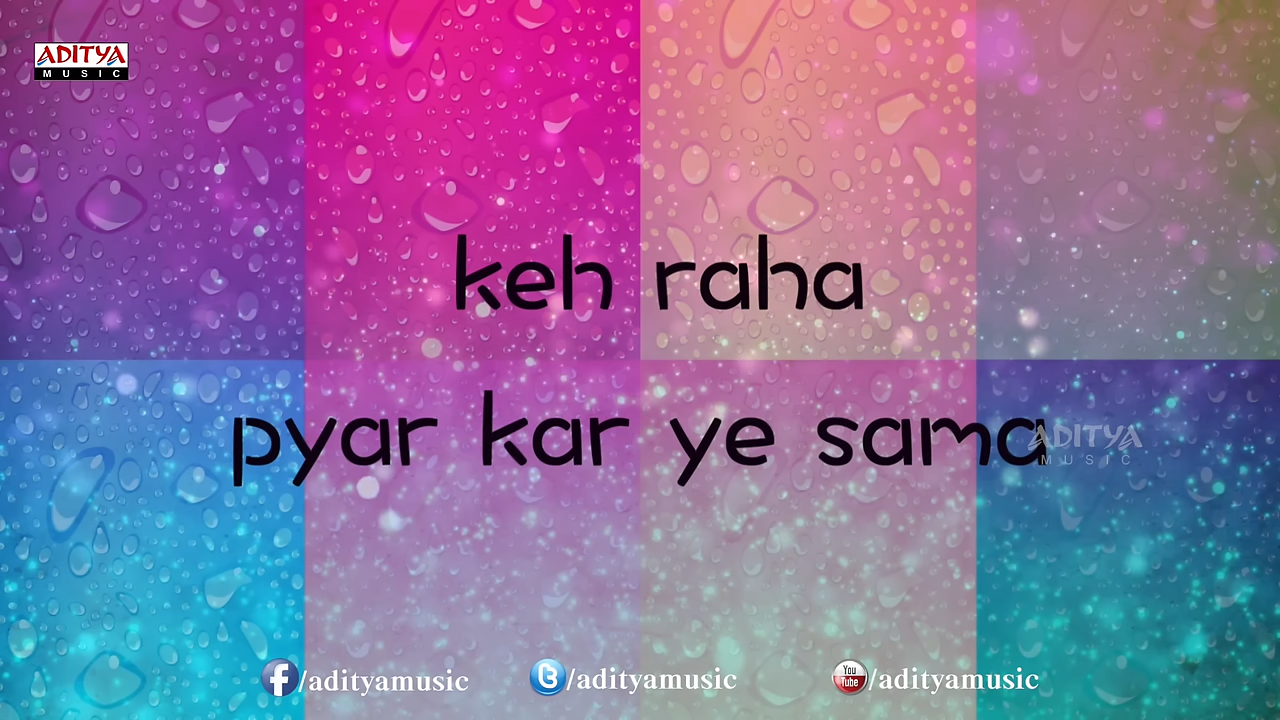 ADITYA
MUSIC
keh raha
pyar kar ye sama
ADITYA
MUSIC
f/adityamusic
t/adityamusic
You Tube/adityamusic